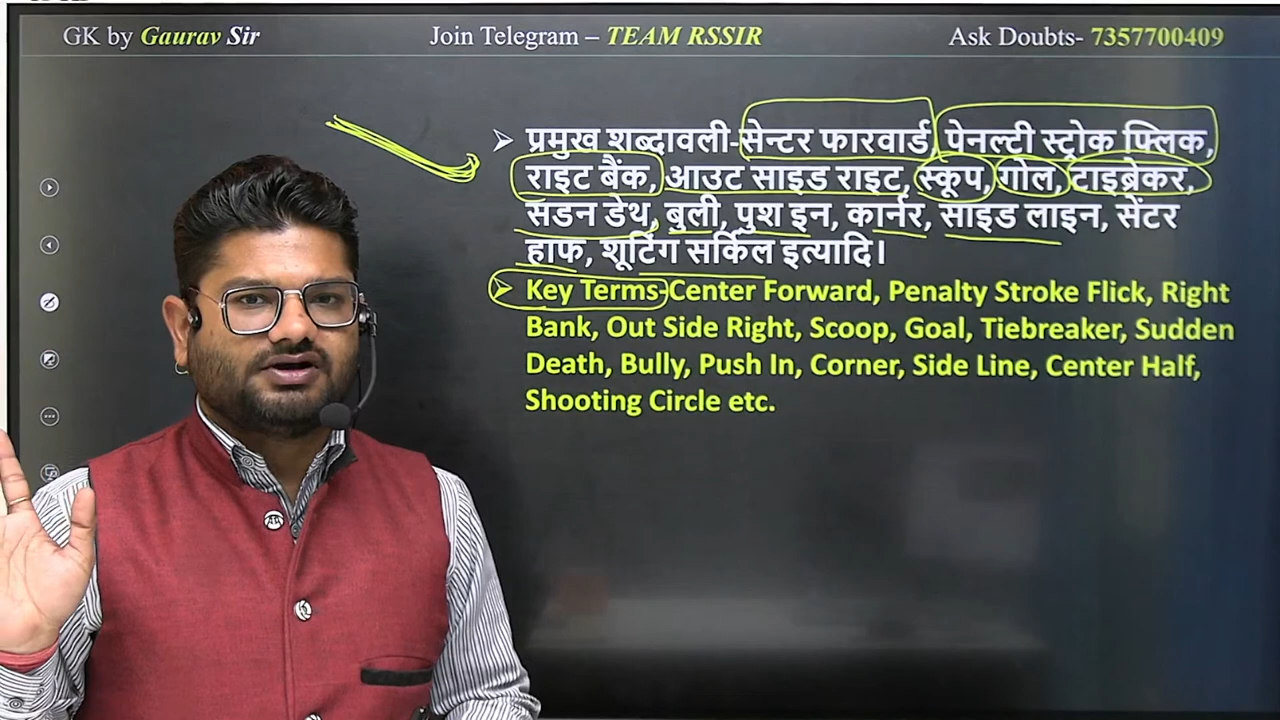 GK by Gaurav Sir
Join Telegram – TEAM RSSIR
Ask Doubts- 7357700409
➢ प्रमुख शब्दावली-सेन्टर फारवार्ड, पेनल्टी स्ट्रोक फ्लिक,
राइट बैंक, आउट साइड राइट, स्कूप, गोल, टाइब्रेकर,
सडन डेथ, बुली, पुश इन, कार्नर, साइड लाइन, सेंटर
हाफ, शूटिंग सर्किल इत्यादि।
➢ Key Terms-Center Forward, Penalty Stroke Flick, Right
Bank, Out Side Right, Scoop, Goal, Tiebreaker, Sudden
Death, Bully, Push In, Corner, Side Line, Center Half,
Shooting Circle etc.